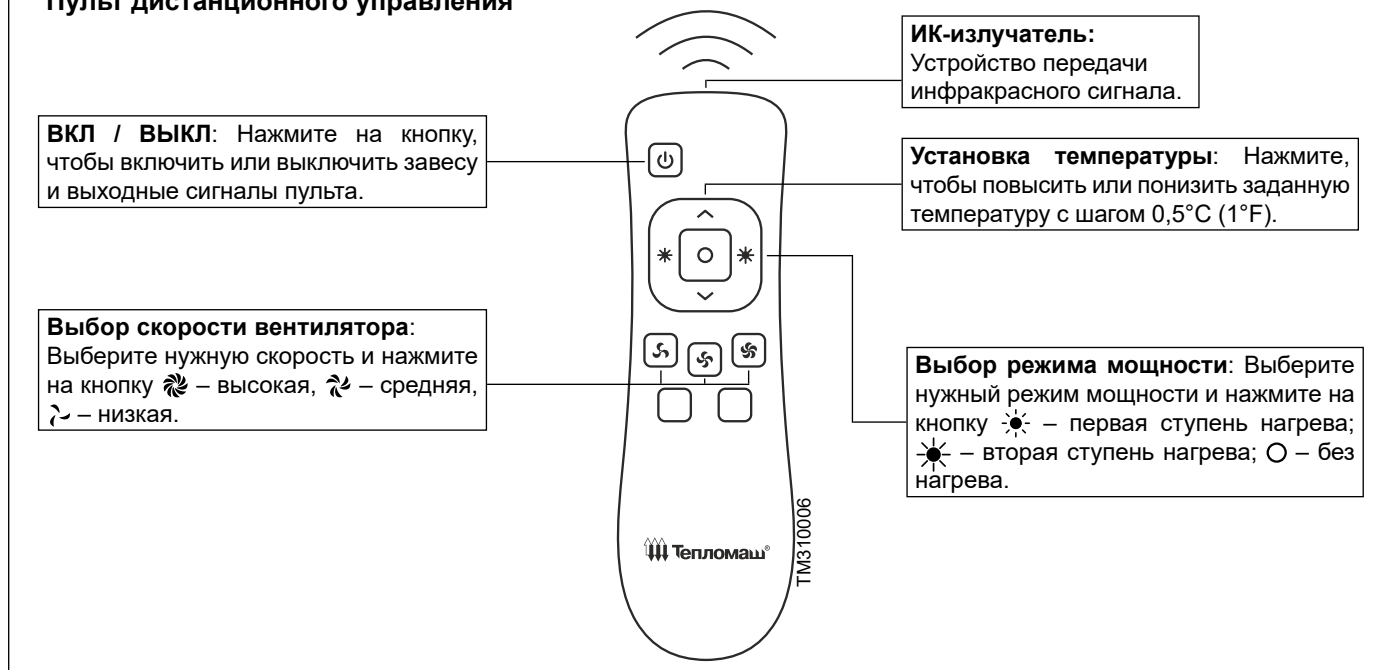 Пульт дистанционного управления
ИК-излучатель:
Устройство передачи
инфракрасного сигнала.
ВКЛ / ВЫКЛ: Нажмите на кнопку,
чтобы включить или выключить завесу
и выходные сигналы пульта.
Установка температуры: Нажмите,
чтобы повысить или понизить заданную
температуру с шагом 0,5°C (1°F).
Выбор скорости вентилятора:
Выберите нужную скорость и нажмите
на кнопку – высокая, – средняя,
– низкая.
Выбор режима мощности: Выберите
нужный режим мощности и нажмите на
кнопку – первая ступень нагрева;
– вторая ступень нагрева; – без
нагрева.
Тепломаш®
TM310006